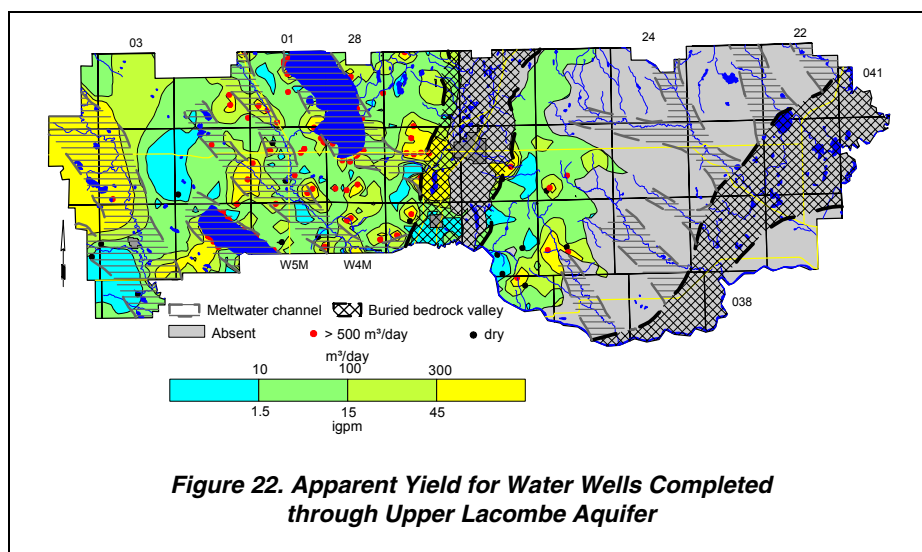 03 01 28 24 22
041
W5M W4M
038
Meltwater channel Buried bedrock valley
Absent > 500 m³/day dry
m³/day
10 100 300
1.5 15 45
igpm
Figure 22. Apparent Yield for Water Wells Completed
through Upper Lacombe Aquifer